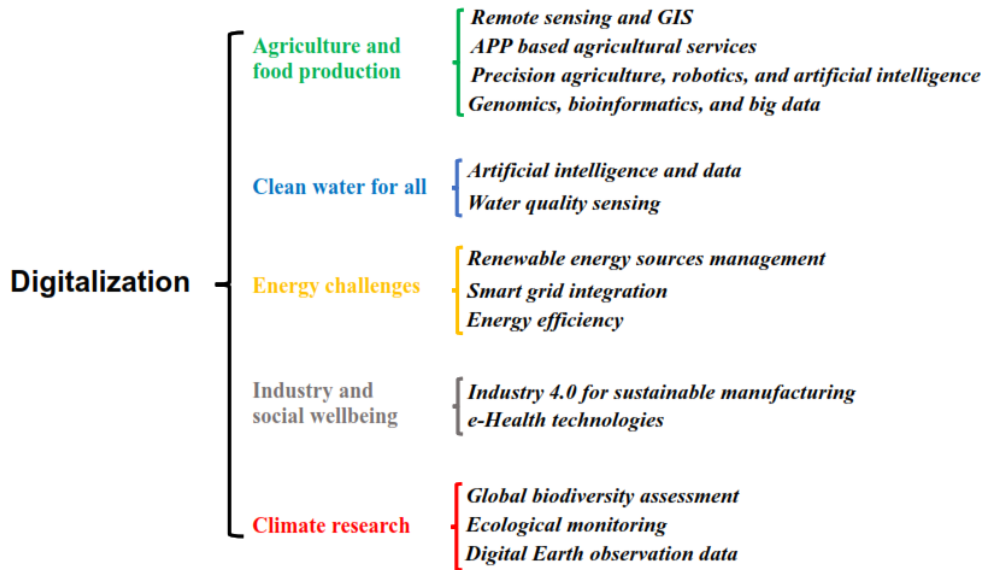 Digitalization
Agriculture and
food production
Remote sensing and GIS
APP based agricultural services
Precision agriculture, robotics, and artificial intelligence
Genomics, bioinformatics, and big data
Clean water for all
Artificial intelligence and data
Water quality sensing
Energy challenges
Renewable energy sources management
Smart grid integration
Energy efficiency
Industry and
social wellbeing
Industry 4.0 for sustainable manufacturing
e-Health technologies
Climate research
Global biodiversity assessment
Ecological monitoring
Digital Earth observation data